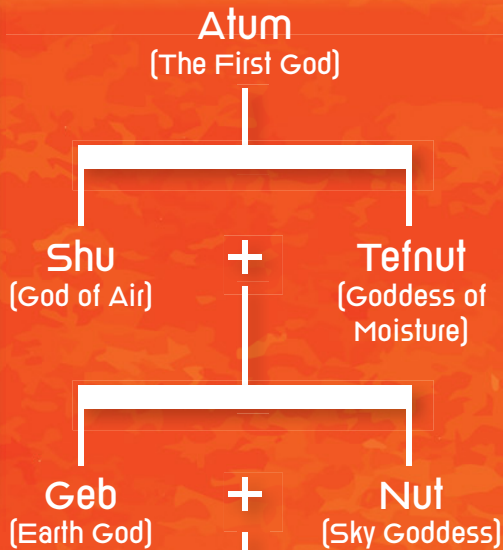 Atum
(The First God)
Shu + Tefnut
(God of Air) (Goddess of
Moisture)
Geb + Nut
(Earth God) (Sky Goddess)